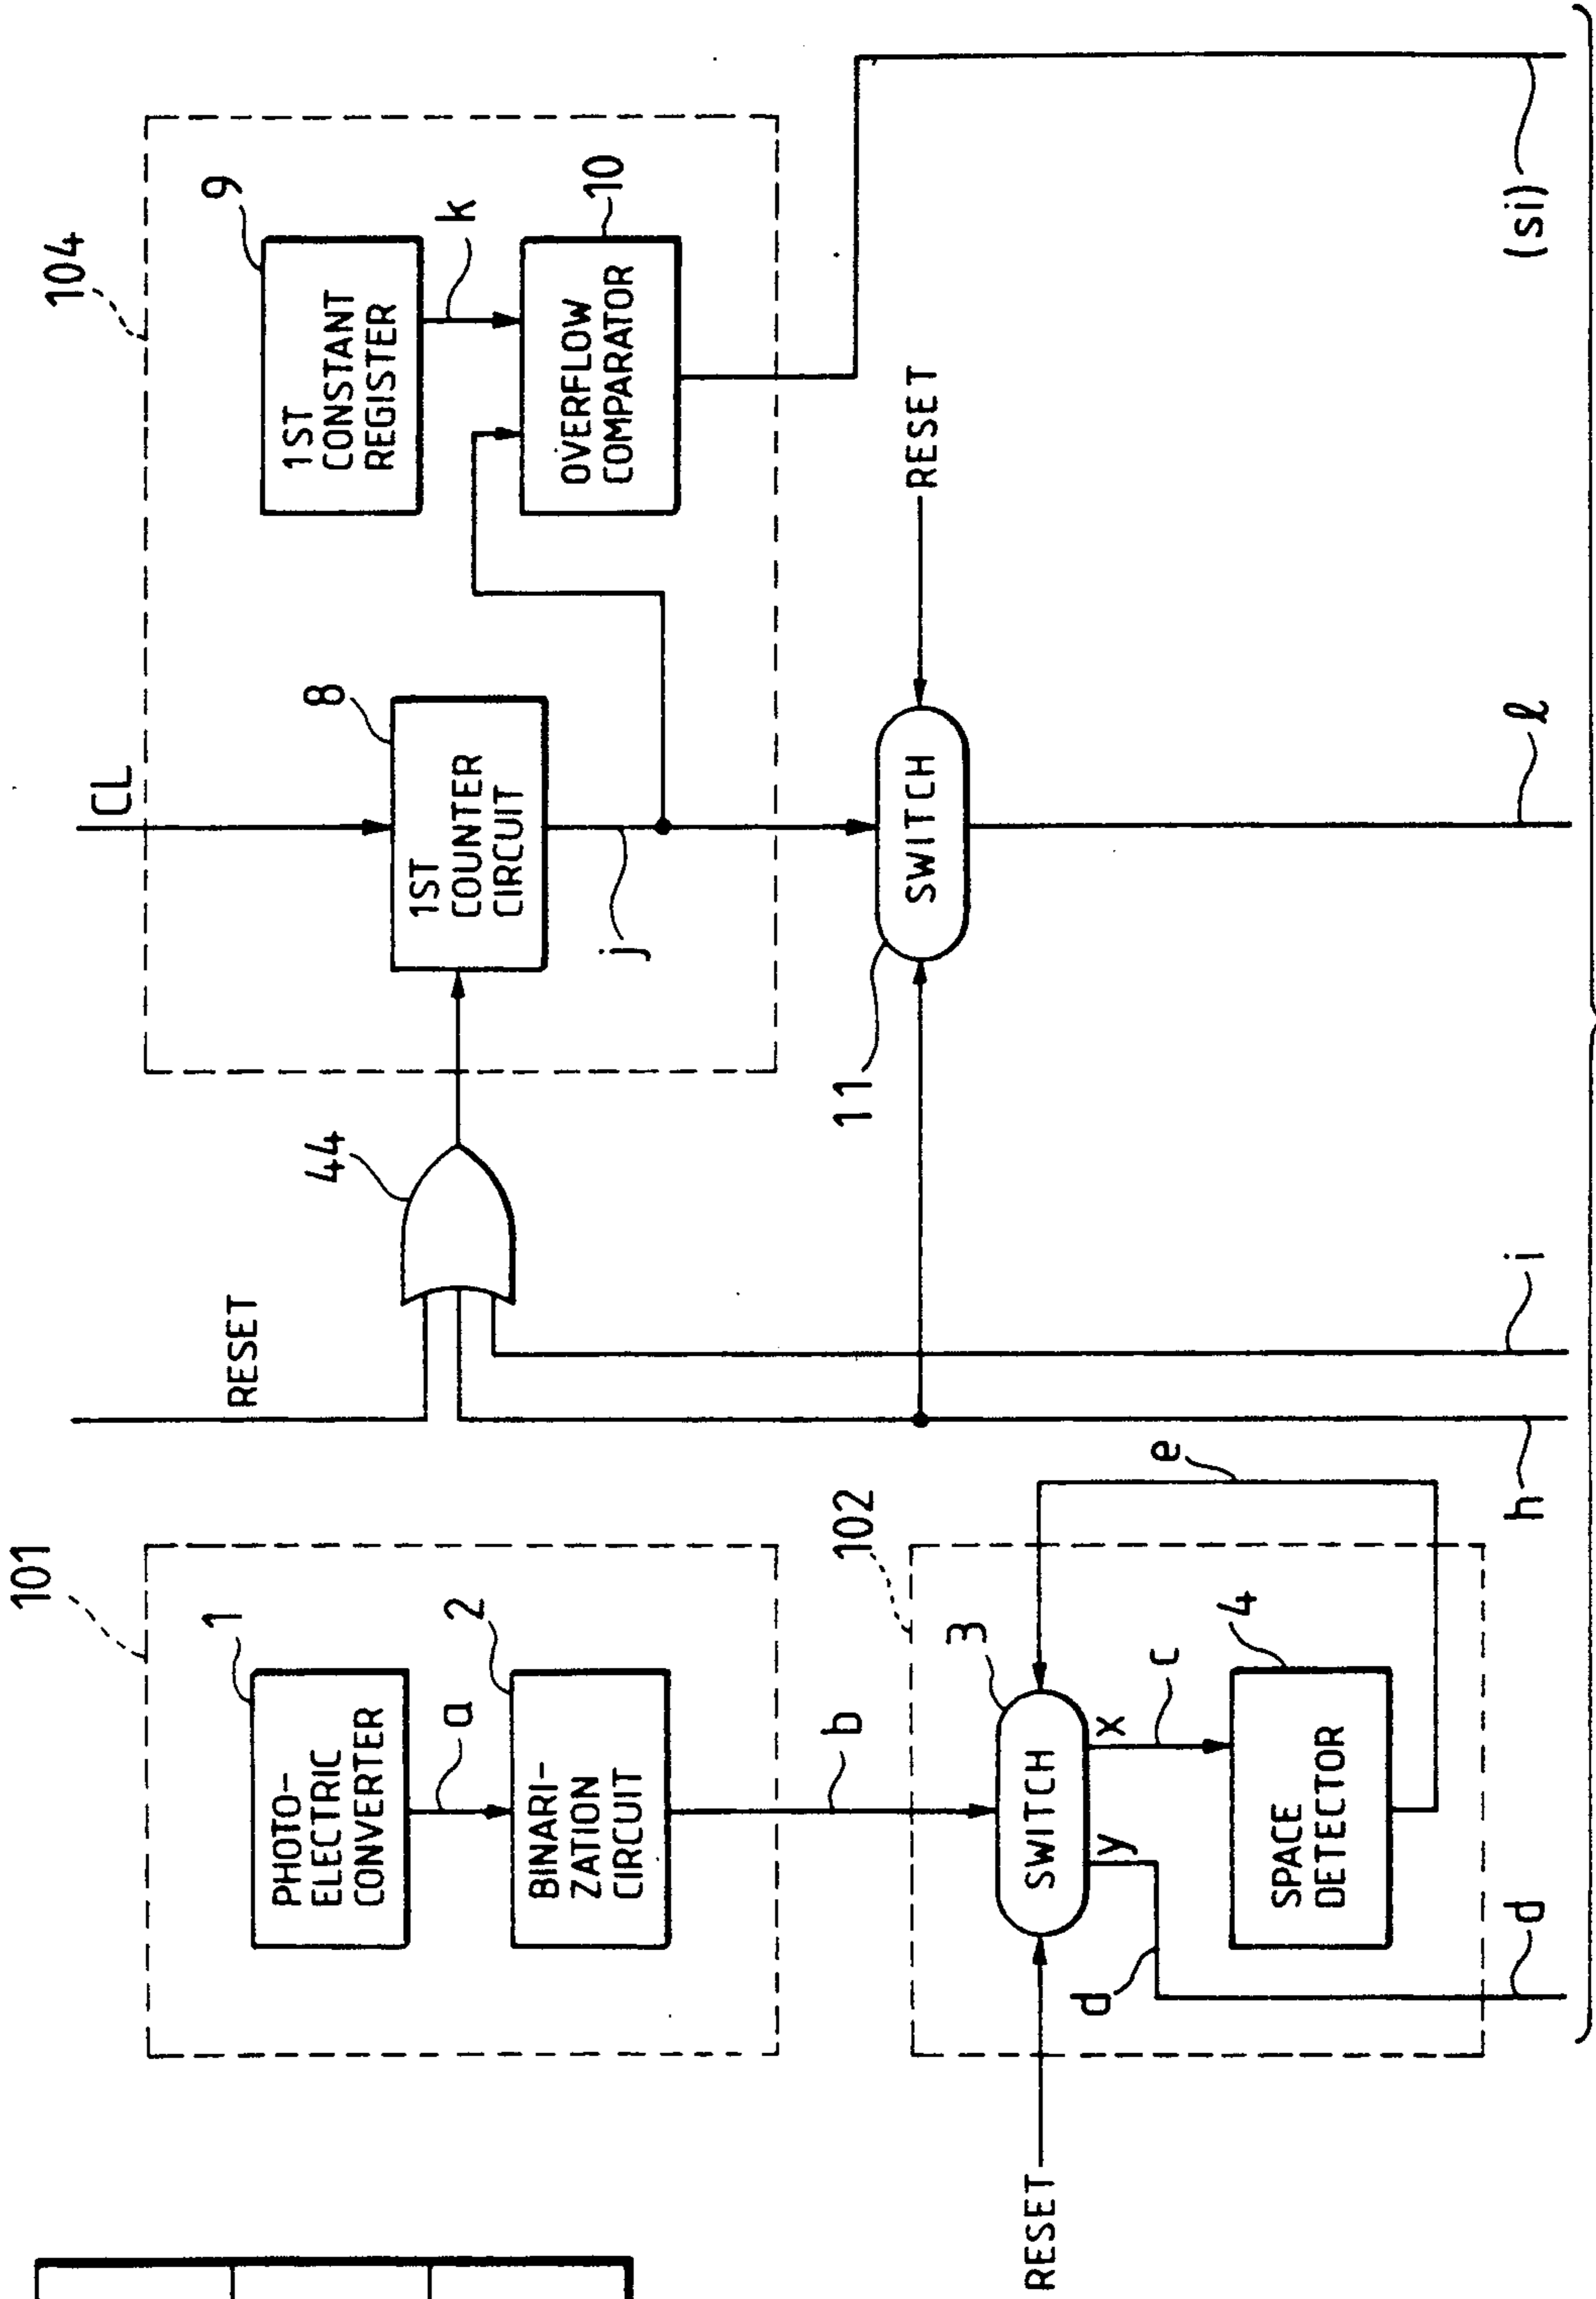 101
1
PHOTO-
ELECTRIC
CONVERTER
a
2
BINARI-
ZATION
CIRCUIT
b
102
RESET
3
SWITCH
x
y
c
d
4
SPACE
DETECTOR
e
d
RESET
44
h
i
104
CL
8
1ST
COUNTER
CIRCUIT
j
9
1ST
CONSTANT
REGISTER
k
10
OVERFLOW
COMPARATOR
11
SWITCH
RESET
ℓ
(si)